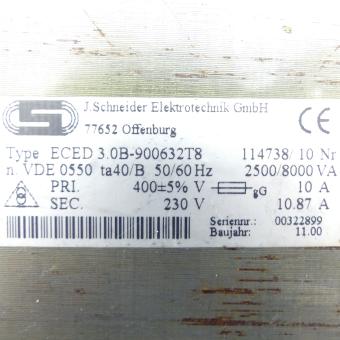 J.Schneider Elektrotechnik GmbH
77652 Offenburg
CE
Type ECED 3.0B-900632T8 114738/10 Nr
n. VDE 0550 ta40/B 50/60 Hz 2500/8000 VA
PRI. 400±5% V gG 10 A
SEC. 230 V 10.87 A
Seriennr.: 00322899
Baujahr: 11.00